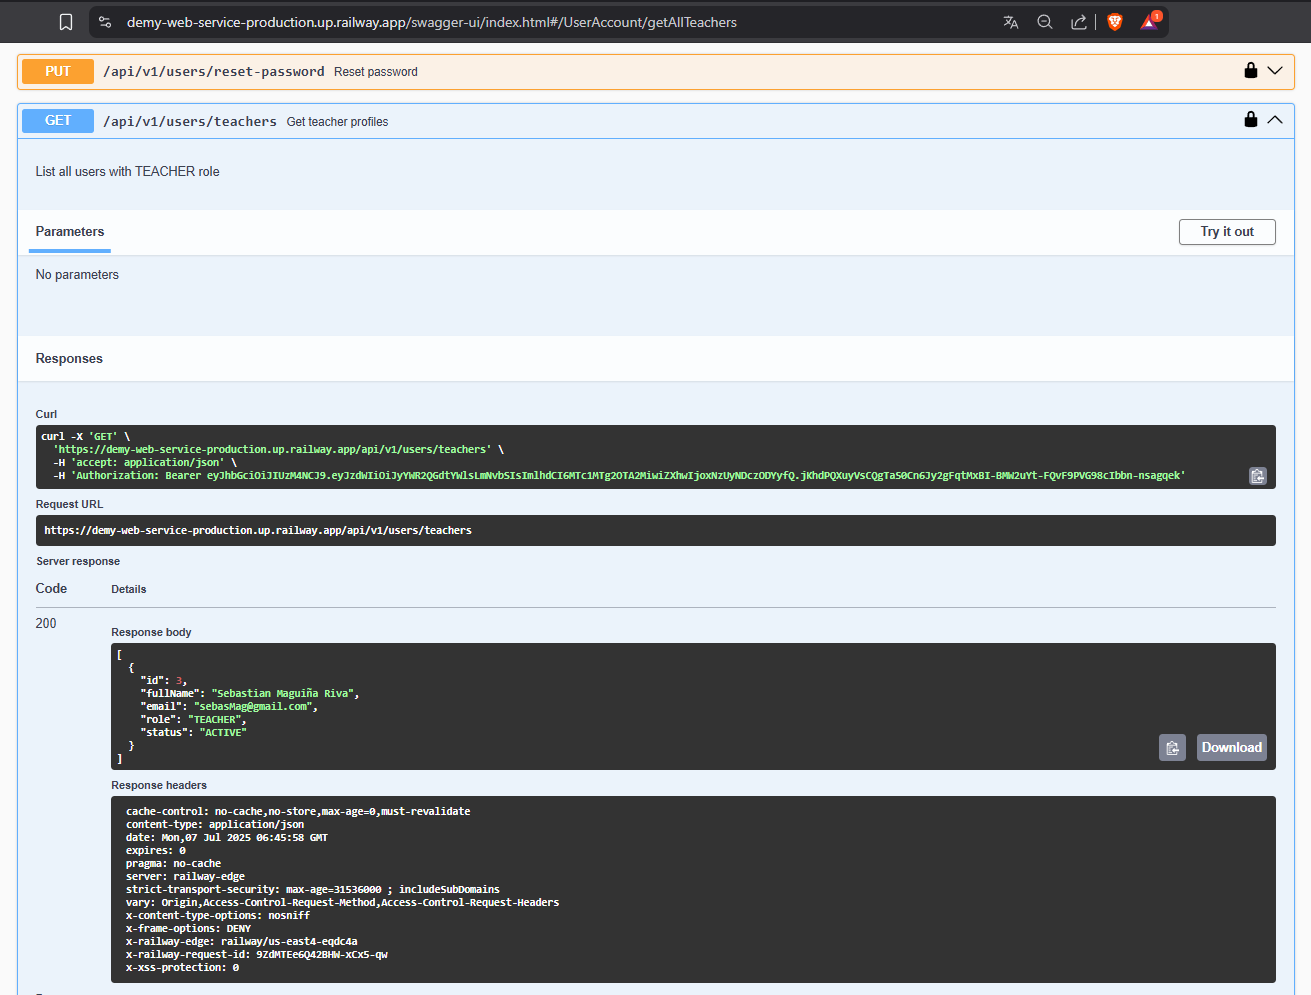 demy-web-service-production.up.railway.app/swagger-ui/index.html#/UserAccount/getAllTeachers
1
PUT /api/v1/users/reset-password Reset password
GET /api/v1/users/teachers Get teacher profiles
List all users with TEACHER role
Parameters
Try it out
No parameters
Responses
Curl
curl -X 'GET' \
'https://demy-web-service-production.up.railway.app/api/v1/users/teachers' \
-H 'accept: application/json' \
-H 'Authorization: Bearer eyJhbGciOiJIUzM4NCJ9.eyJzdWIiOiJyYWR2QGdtYWlsLmNvbSIsImlhdCI6MTc1MTg2OTA2MiwiZXhwIjoxNzUyNDczODYyfQ.jKhdPQXuyVsCQgTaS0Cn6Jy2gFqtMxBI-BMW2uYt-FQvF9PVG98cIbbn-nsagqek'
Request URL
https://demy-web-service-production.up.railway.app/api/v1/users/teachers
Server response
Code Details
200
Response body
[
{
"id": 3,
"fullName": "Sebastian Maguiña Riva",
"email": "sebasMag@gmail.com",
"role": "TEACHER",
"status": "ACTIVE"
}
]
Download
Response headers
cache-control: no-cache,no-store,max-age=0,must-revalidate
content-type: application/json
date: Mon,07 Jul 2025 06:45:58 GMT
expires: 0
pragma: no-cache
server: railway-edge
strict-transport-security: max-age=31536000 ; includeSubDomains
vary: Origin,Access-Control-Request-Method,Access-Control-Request-Headers
x-content-type-options: nosniff
x-frame-options: DENY
x-railway-edge: railway/us-east4-eqdc4a
x-railway-request-id: 9ZdMTEe6Q42BHW-xCx5-qw
x-xss-protection: 0